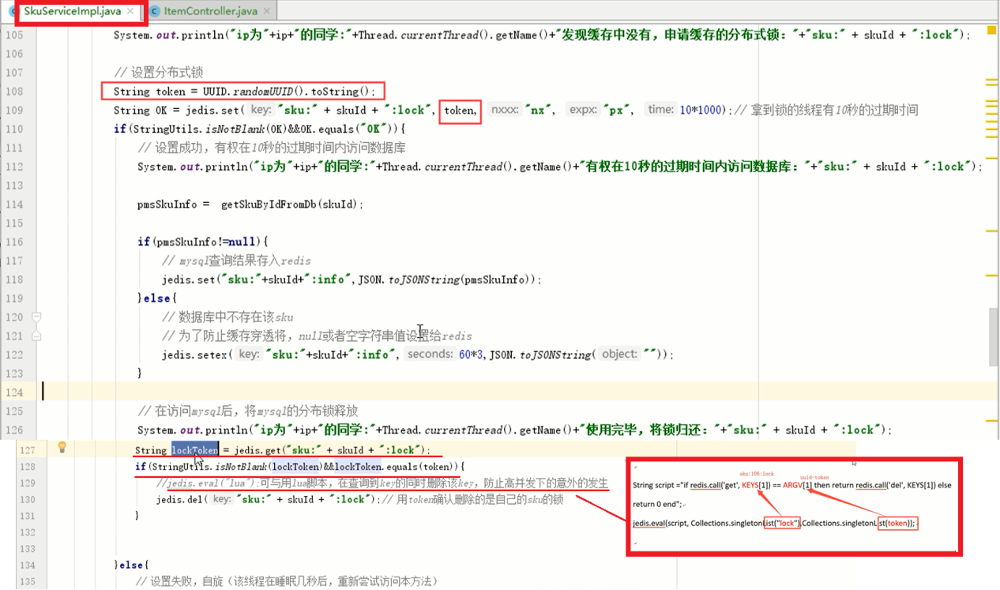 SkuServiceImpl.java × ItemController.java ×
105 System.out.println("ip为"+ip+"的同学:"+Thread.currentThread().getName()+"发现缓存中没有，申请缓存的分布式锁："+"sku:" + skuId + ":lock");
106
107 // 设置分布式锁
108 String token = UUID.randomUUID().toString();
109 String OK = jedis.set( key: "sku:" + skuId + ":lock", token, nxxx: "nx", expx: "px", time: 10*1000);// 拿到锁的线程有10秒的过期时间
110 if(StringUtils.isNotBlank(OK)&&OK.equals("OK")){
111 // 设置成功，有权在10秒的过期时间内访问数据库
112 System.out.println("ip为"+ip+"的同学:"+Thread.currentThread().getName()+"有权在10秒的过期时间内访问数据库："+"sku:" + skuId + ":lock");
113
114 pmsSkuInfo = getSkuByIdFromDb(skuId);
115
116 if(pmsSkuInfo!=null){
117 // mysql查询结果存入redis
118 jedis.set("sku:"+skuId+":info",JSON.toJSONString(pmsSkuInfo));
119 }else{
120 // 数据库中不存在该sku
121 // 为了防止缓存穿透将，null或者空字符串值设置给redis
122 jedis.setex( key: "sku:"+skuId+":info", seconds: 60*3,JSON.toJSONString( object: ""));
123 }
124
125 // 在访问mysql后，将mysql的分布锁释放
126 System.out.println("ip为"+ip+"的同学:"+Thread.currentThread().getName()+"使用完毕，将锁归还："+"sku:" + skuId + ":lock");
127 String lockToken = jedis.get("sku:" + skuId + ":lock");
128 if(StringUtils.isNotBlank(lockToken)&&lockToken.equals(token)){
129 //jedis.eval("lua");可与用lua脚本，在查询到key的同时删除该key，防止高并发下的意外的发生
130 jedis.del( key: "sku:" + skuId + ":lock");// 用token确认删除的是自己的sku的锁
131 }
132
133
134 }else{
135 // 设置失败，自旋（该线程在睡眠几秒后，重新尝试访问本方法）
sku:106:lock
uuid-token
String script ="if redis.call('get', KEYS[1]) == ARGV[1] then return redis.call('del', KEYS[1]) else
return 0 end";
jedis.eval(script, Collections.singletonList("lock"),Collections.singletonList(token));